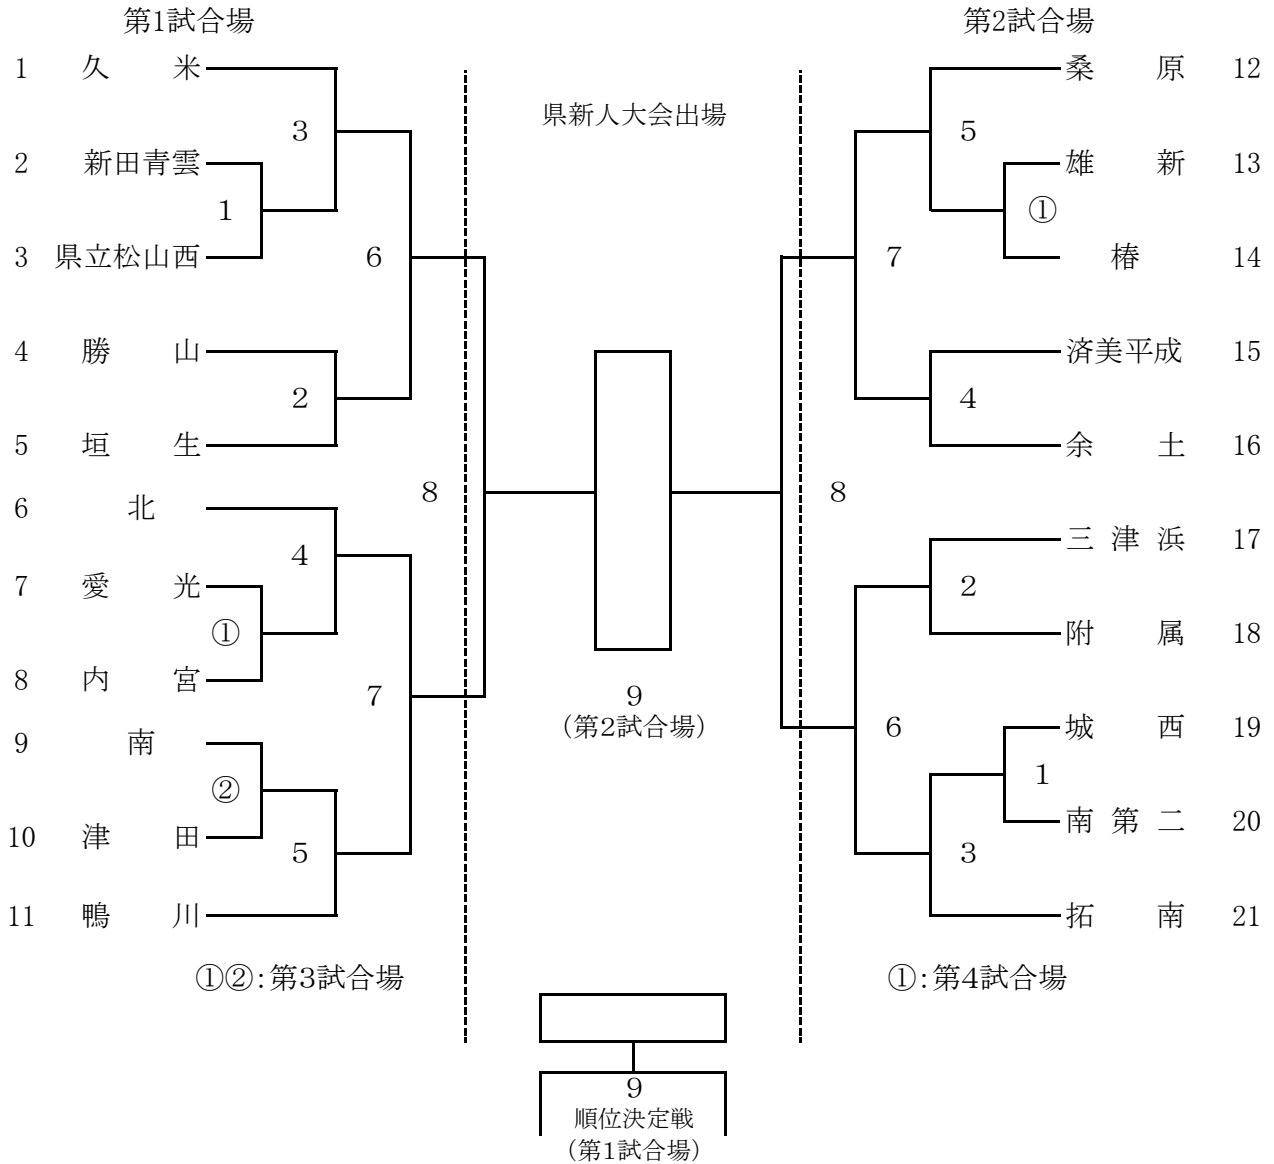 第1試合場
第2試合場
県新人大会出場
1 久 米
2 新田青雲
3 県立松山西
4 勝 山
5 垣 生
6 北
7 愛 光
8 内 宮
9 南
10 津 田
11 鴨 川
3
1
6
2
8
4
①
7
②
5
桑 原 12
雄 新 13
椿 14
済美平成 15
余 土 16
三 津 浜 17
附 属 18
城 西 19
南 第 二 20
拓 南 21
5
①
7
4
8
2
6
1
3
9
(第2試合場)
①②:第3試合場
①:第4試合場
9
順位決定戦
(第1試合場)